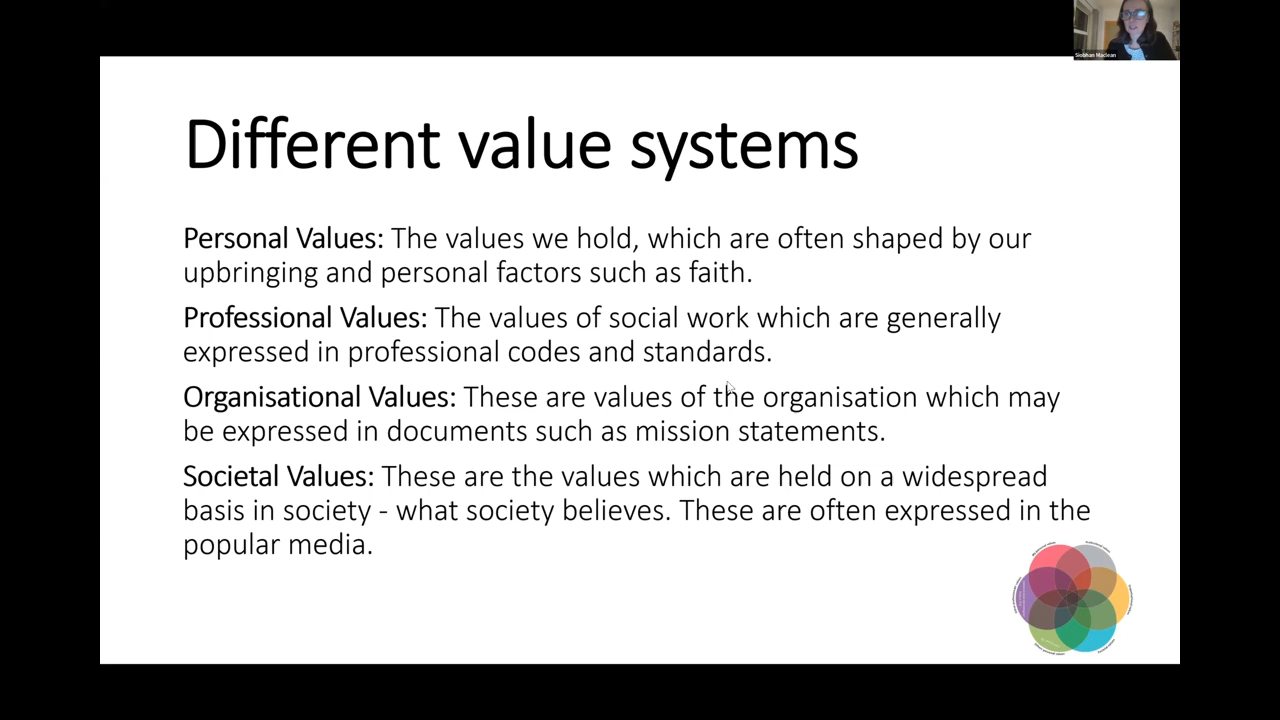 Siobhan Maclean
Different value systems
Personal Values: The values we hold, which are often shaped by our
upbringing and personal factors such as faith.
Professional Values: The values of social work which are generally
expressed in professional codes and standards.
Organisational Values: These are values of the organisation which may
be expressed in documents such as mission statements.
Societal Values: These are the values which are held on a widespread
basis in society - what society believes. These are often expressed in the
popular media.